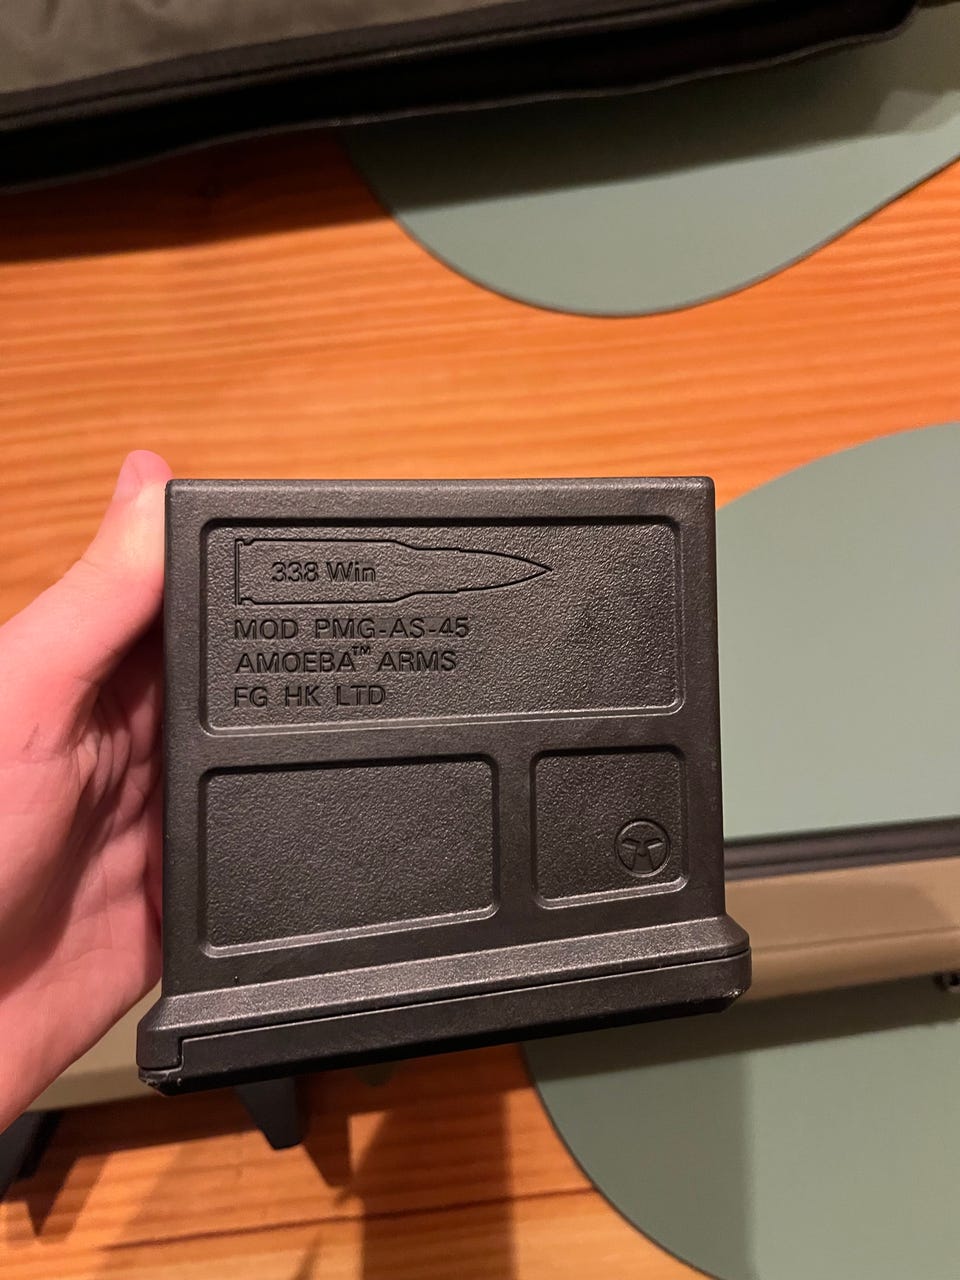 338 Win
MOD PMG-AS-45
AMOEBA™ ARMS
FG HK LTD